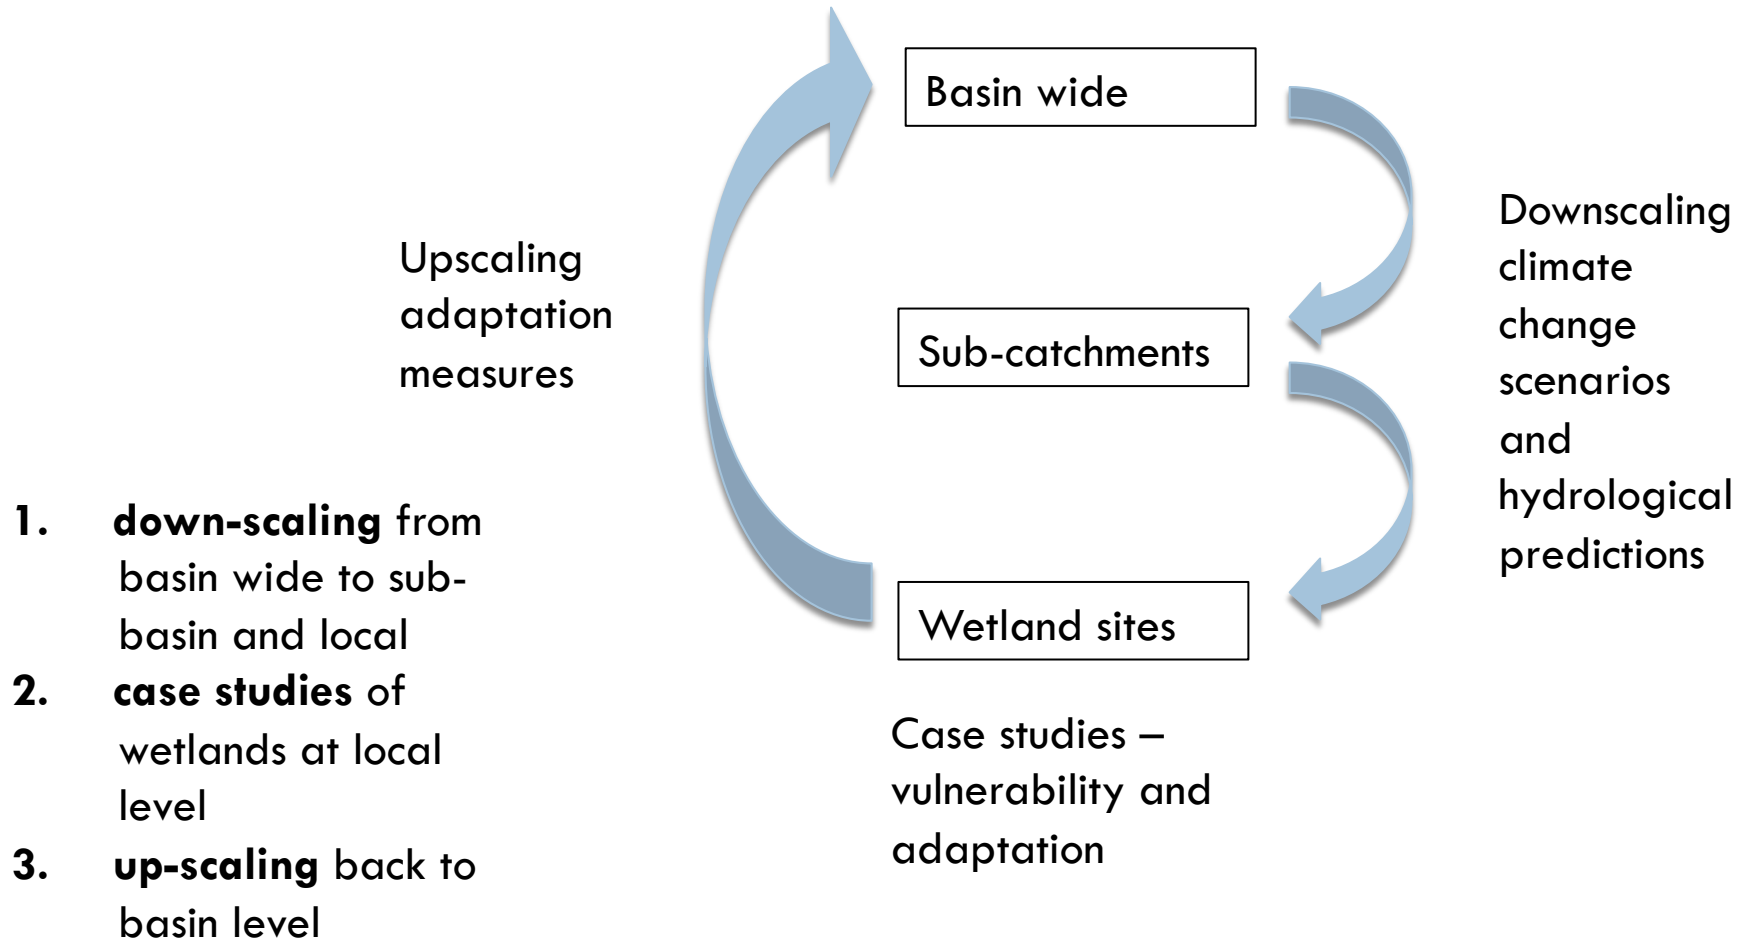 Basin wide
Upscaling
adaptation
measures
Sub-catchments
Downscaling
climate
change
scenarios
and
hydrological
predictions
Wetland sites
Case studies –
vulnerability and
adaptation
1. down-scaling from
basin wide to sub-
basin and local
2. case studies of
wetlands at local
level
3. up-scaling back to
basin level